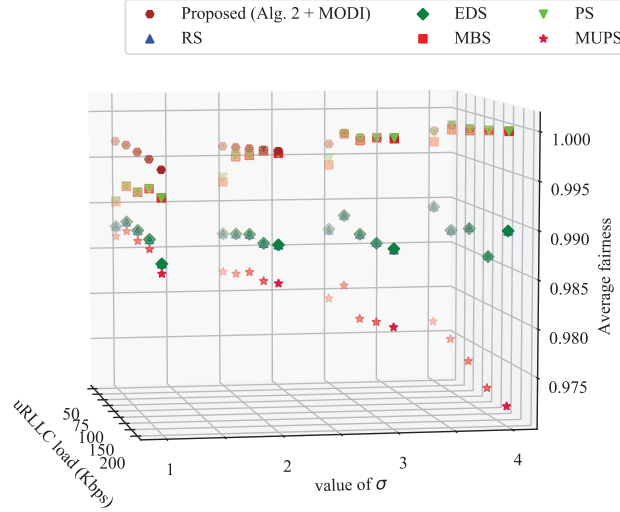 Proposed (Alg. 2 + MODI) EDS PS
RS MBS MUPS
1.000
0.995
0.990
0.985
0.980
0.975
Average fairness
50
75
100
150
200
uRLLC load (Kbps)
1 2 3 4
value of σ